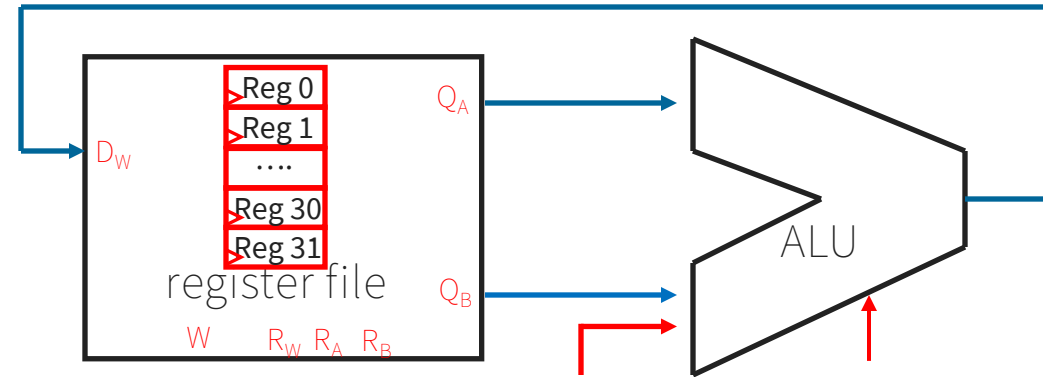 Reg 0
Reg 1
....
Reg 30
Reg 31
register file
D_W
Q_A
Q_B
W R_W R_A R_B
ALU